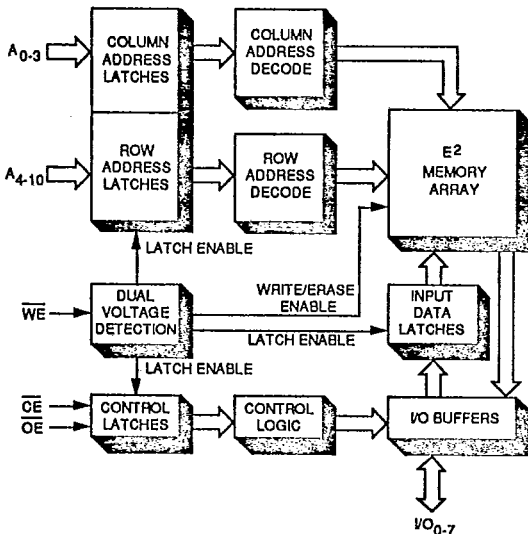 A0-3
COLUMN
ADDRESS
LATCHES
COLUMN
ADDRESS
DECODE
A4-10
ROW
ADDRESS
LATCHES
ROW
ADDRESS
DECODE
E²
MEMORY
ARRAY
LATCH ENABLE
WRITE/ERASE
ENABLE
WE
DUAL
VOLTAGE
DETECTION
LATCH ENABLE
INPUT
DATA
LATCHES
LATCH ENABLE
CE
OE
CONTROL
LATCHES
CONTROL
LOGIC
I/O BUFFERS
I/O0-7